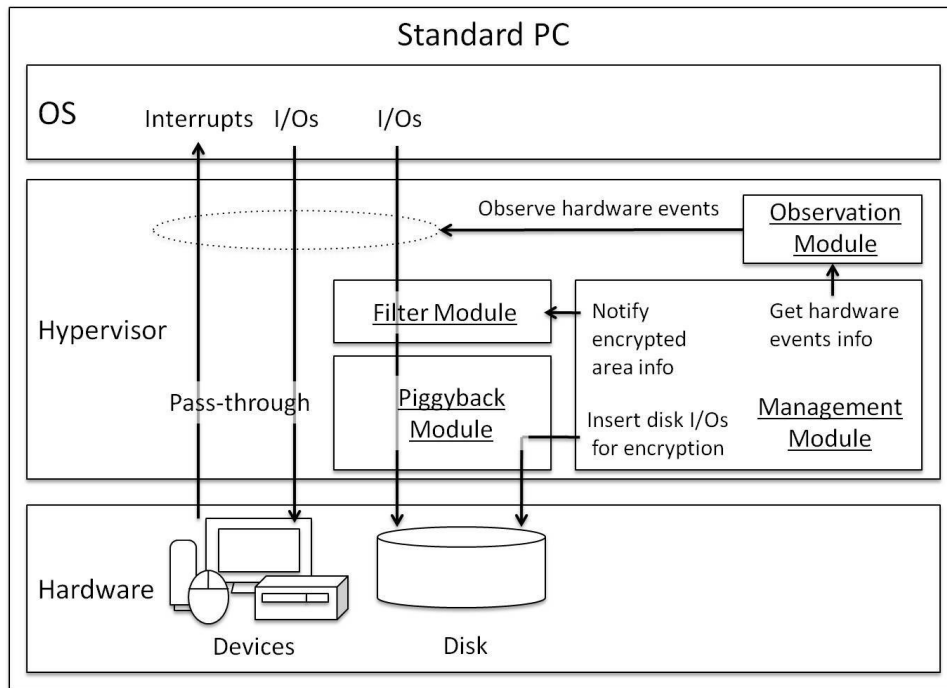 Standard PC
OS
Interrupts
I/Os
I/Os
Observe hardware events
Observation
Module
Hypervisor
Filter Module
Notify
encrypted
area info
Get hardware
events info
Pass-through
Piggyback
Module
Insert disk I/Os
for encryption
Management
Module
Hardware
Devices
Disk